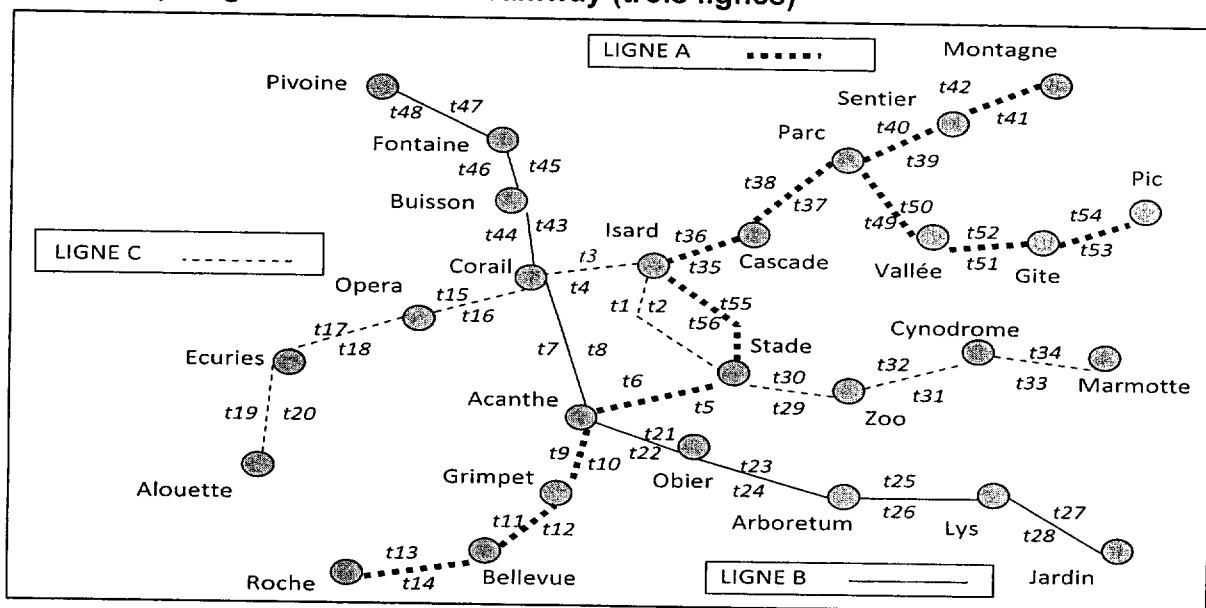 LIGNE A
Montagne
Pivoine
t42
t48
t47
Sentier
t41
Parc
t40
Fontaine
t39
t46
t45
t38
Pic
Buisson
t37
t50
t54
t44
t43
Isard
t36
t49
t52
t53
LIGNE C
t3
t35
Cascade
Vallée
t51
Gite
Corail
t4
Opera
t15
t16
t1
t2
t55
t56
Cynodrome
t17
t18
Stade
Ecuries
t7
t8
t32
t34
t6
t30
t31
t33
Marmotte
t19
t20
Acanthe
t5
t29
Zoo
t9
t21
t22
Alouette
Grimpet
t10
Obier
t23
t24
t25
t11
t12
Arboretum
t26
Lys
t27
t13
t28
Roche
t14
Bellevue
LIGNE B
Jardin